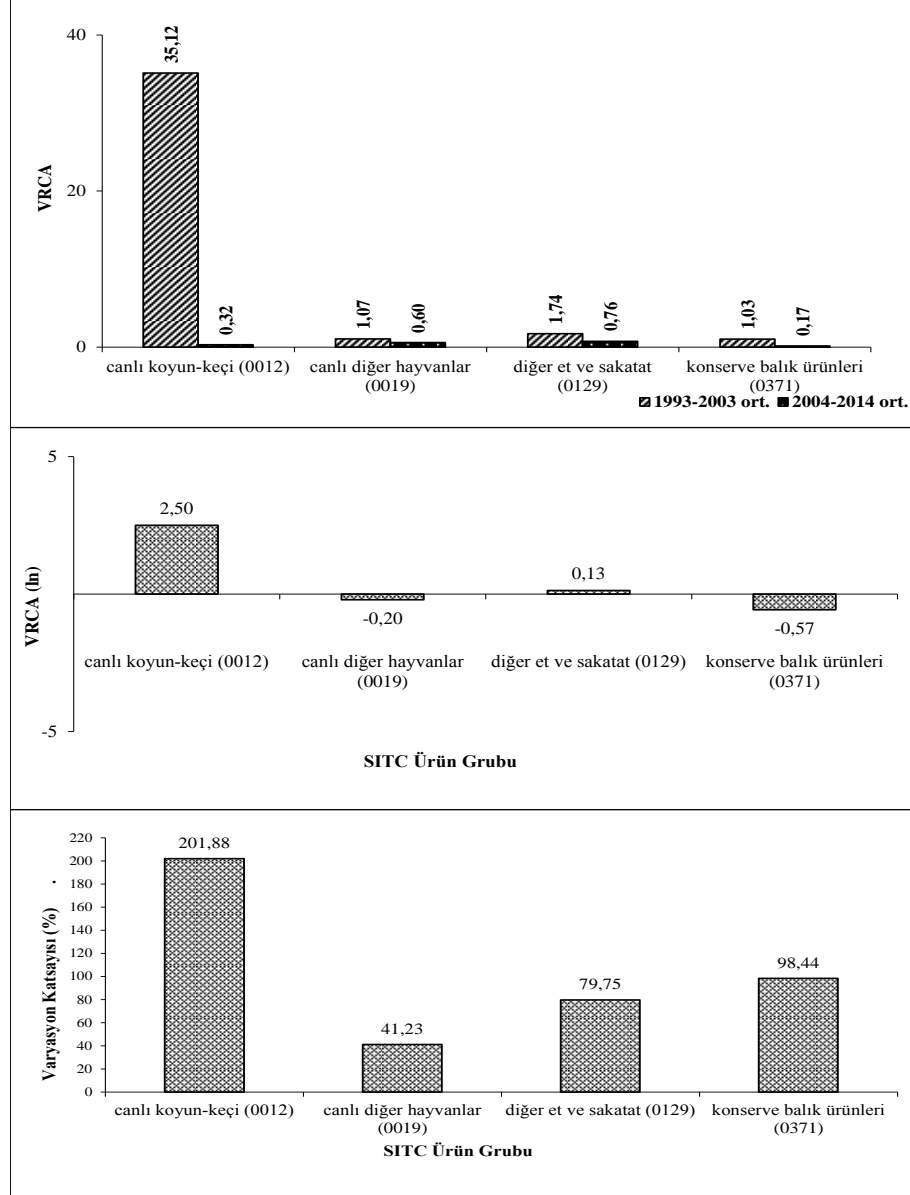 40
20
0
VRCA
35,12
0,32
1,07
0,60
1,74
0,76
1,03
0,17
canlı koyun-keçi (0012)
canlı diğer hayvanlar
(0019)
diğer et ve sakatat (0129)
konserve balık ürünleri
(0371)
1993-2003 ort.
2004-2014 ort.
5
-5
VRCA (ln)
2,50
-0,20
0,13
-0,57
canlı koyun-keçi (0012)
canlı diğer hayvanlar
(0019)
diğer et ve sakatat (0129)
konserve balık ürünleri
(0371)
SITC Ürün Grubu
220
200
180
160
140
120
100
80
60
40
20
0
Varyasyon Katsayısı (%) .
201,88
41,23
79,75
98,44
canlı koyun-keçi (0012)
canlı diğer hayvanlar
(0019)
diğer et ve sakatat (0129)
konserve balık ürünleri
(0371)
SITC Ürün Grubu